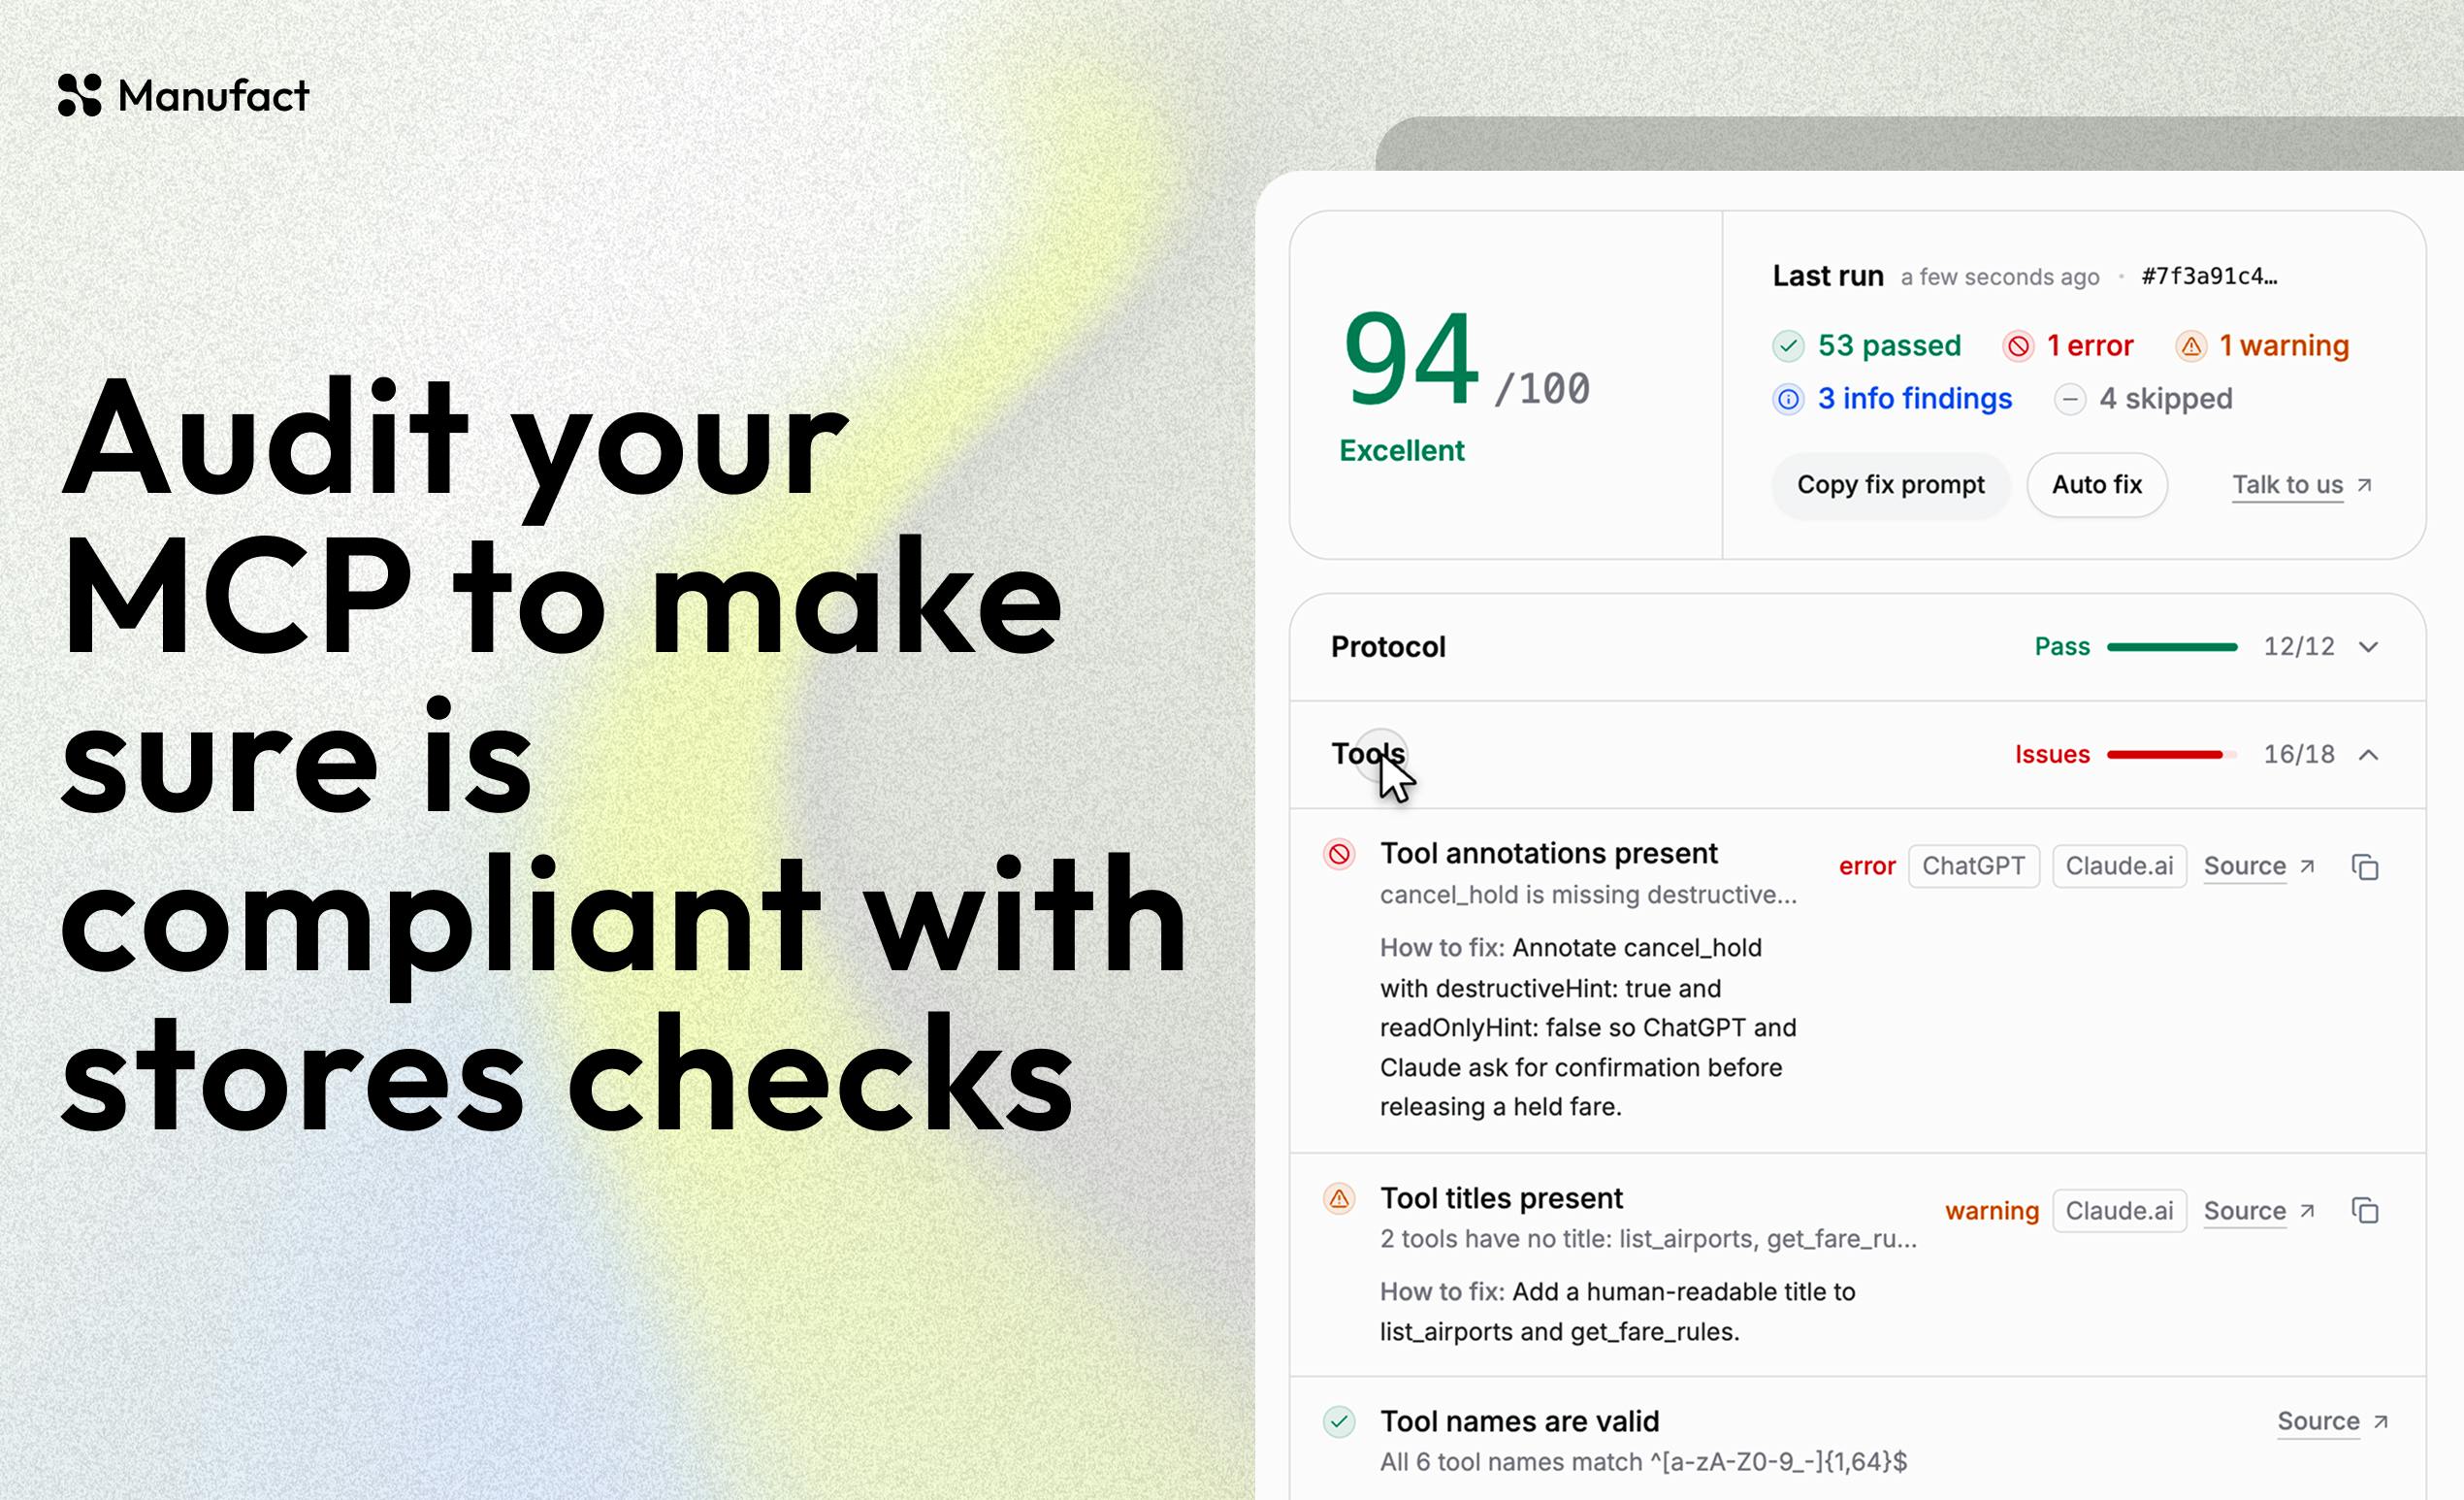 Manufact
Audit your
MCP to make
sure is
compliant with
stores checks
94 /100
Excellent
Last run a few seconds ago · #7f3a91c4…
53 passed 1 error 1 warning
3 info findings 4 skipped
Copy fix prompt Auto fix Talk to us ↗
Protocol Pass 12/12
Tools Issues 16/18
Tool annotations present error ChatGPT Claude.ai Source ↗
cancel_hold is missing destructive...
How to fix: Annotate cancel_hold
with destructiveHint: true and
readOnlyHint: false so ChatGPT and
Claude ask for confirmation before
releasing a held fare.
Tool titles present warning Claude.ai Source ↗
2 tools have no title: list_airports, get_fare_ru...
How to fix: Add a human-readable title to
list_airports and get_fare_rules.
Tool names are valid Source ↗
All 6 tool names match ^[a-zA-Z0-9_-]{1,64}$